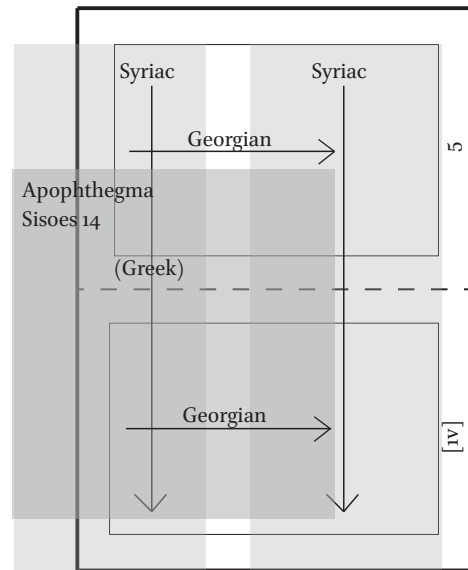 Syriac Syriac
Georgian
5
Apophthegma
Sisoes 14
(Greek)
Georgian
[1v]